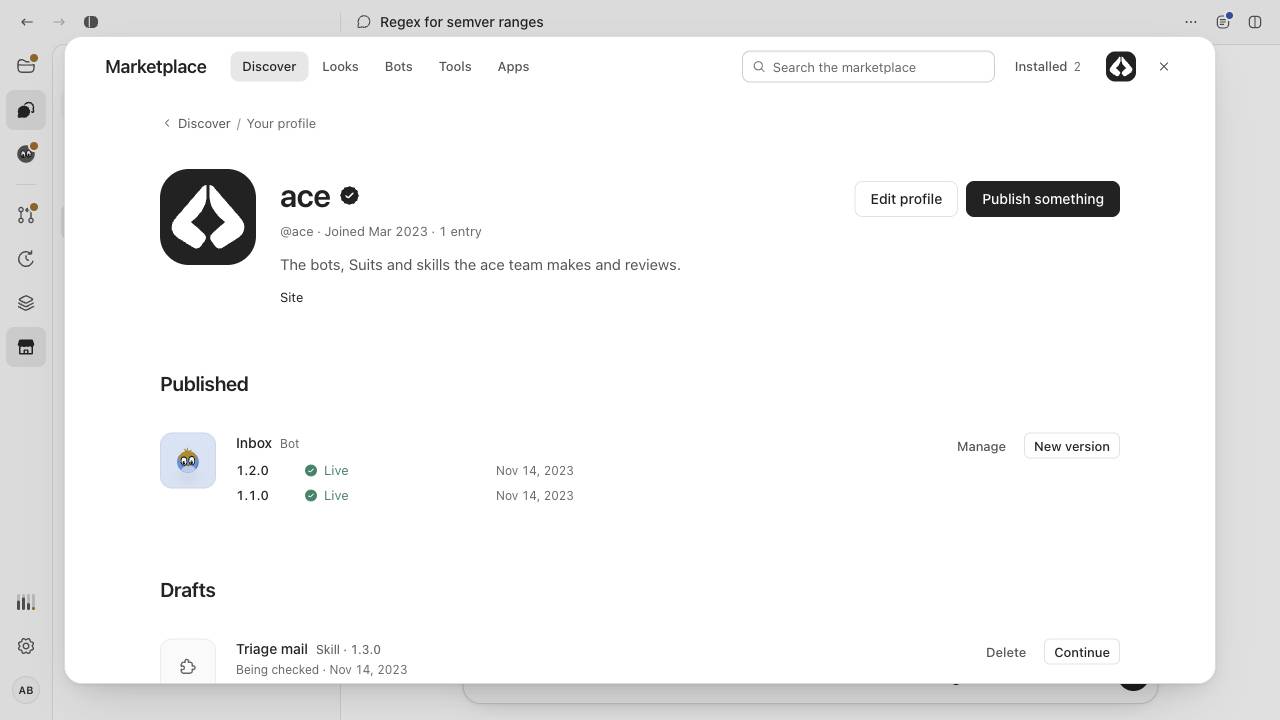 Regex for semver ranges
Marketplace
Discover
Looks
Bots
Tools
Apps
Search the marketplace
Installed 2
Discover / Your profile
ace
Edit profile
Publish something
@ace · Joined Mar 2023 · 1 entry
The bots, Suits and skills the ace team makes and reviews.
Site
Published
Inbox Bot
Manage
New version
1.2.0 Live Nov 14, 2023
1.1.0 Live Nov 14, 2023
Drafts
Triage mail Skill · 1.3.0
Delete
Continue
Being checked · Nov 14, 2023
AB